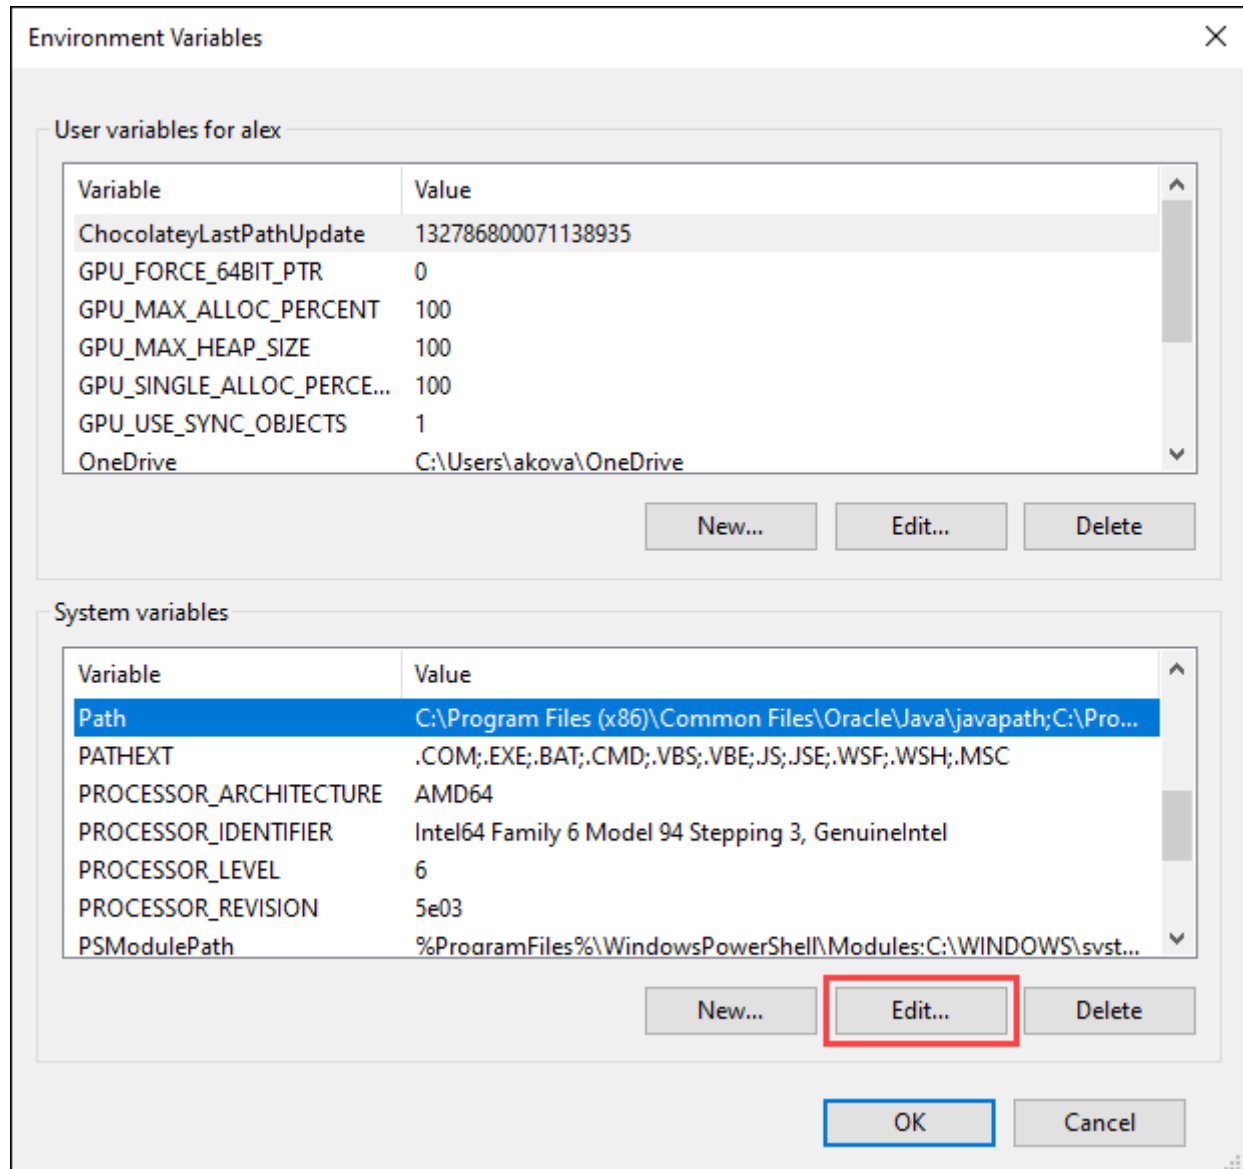 Environment Variables
User variables for alex
Variable Value
ChocolateyLastPathUpdate 132786800071138935
GPU_FORCE_64BIT_PTR 0
GPU_MAX_ALLOC_PERCENT 100
GPU_MAX_HEAP_SIZE 100
GPU_SINGLE_ALLOC_PERCE... 100
GPU_USE_SYNC_OBJECTS 1
OneDrive C:\Users\akova\OneDrive
New... Edit... Delete
System variables
Variable Value
Path C:\Program Files (x86)\Common Files\Oracle\Java\javapath;C:\Pro...
PATHEXT .COM;.EXE;.BAT;.CMD;.VBS;.VBE;.JS;.JSE;.WSF;.WSH;.MSC
PROCESSOR_ARCHITECTURE AMD64
PROCESSOR_IDENTIFIER Intel64 Family 6 Model 94 Stepping 3, GenuineIntel
PROCESSOR_LEVEL 6
PROCESSOR_REVISION 5e03
PSModulePath %ProgramFiles%\WindowsPowerShell\Modules;C:\WINDOWS\syst...
New... Edit... Delete
OK Cancel